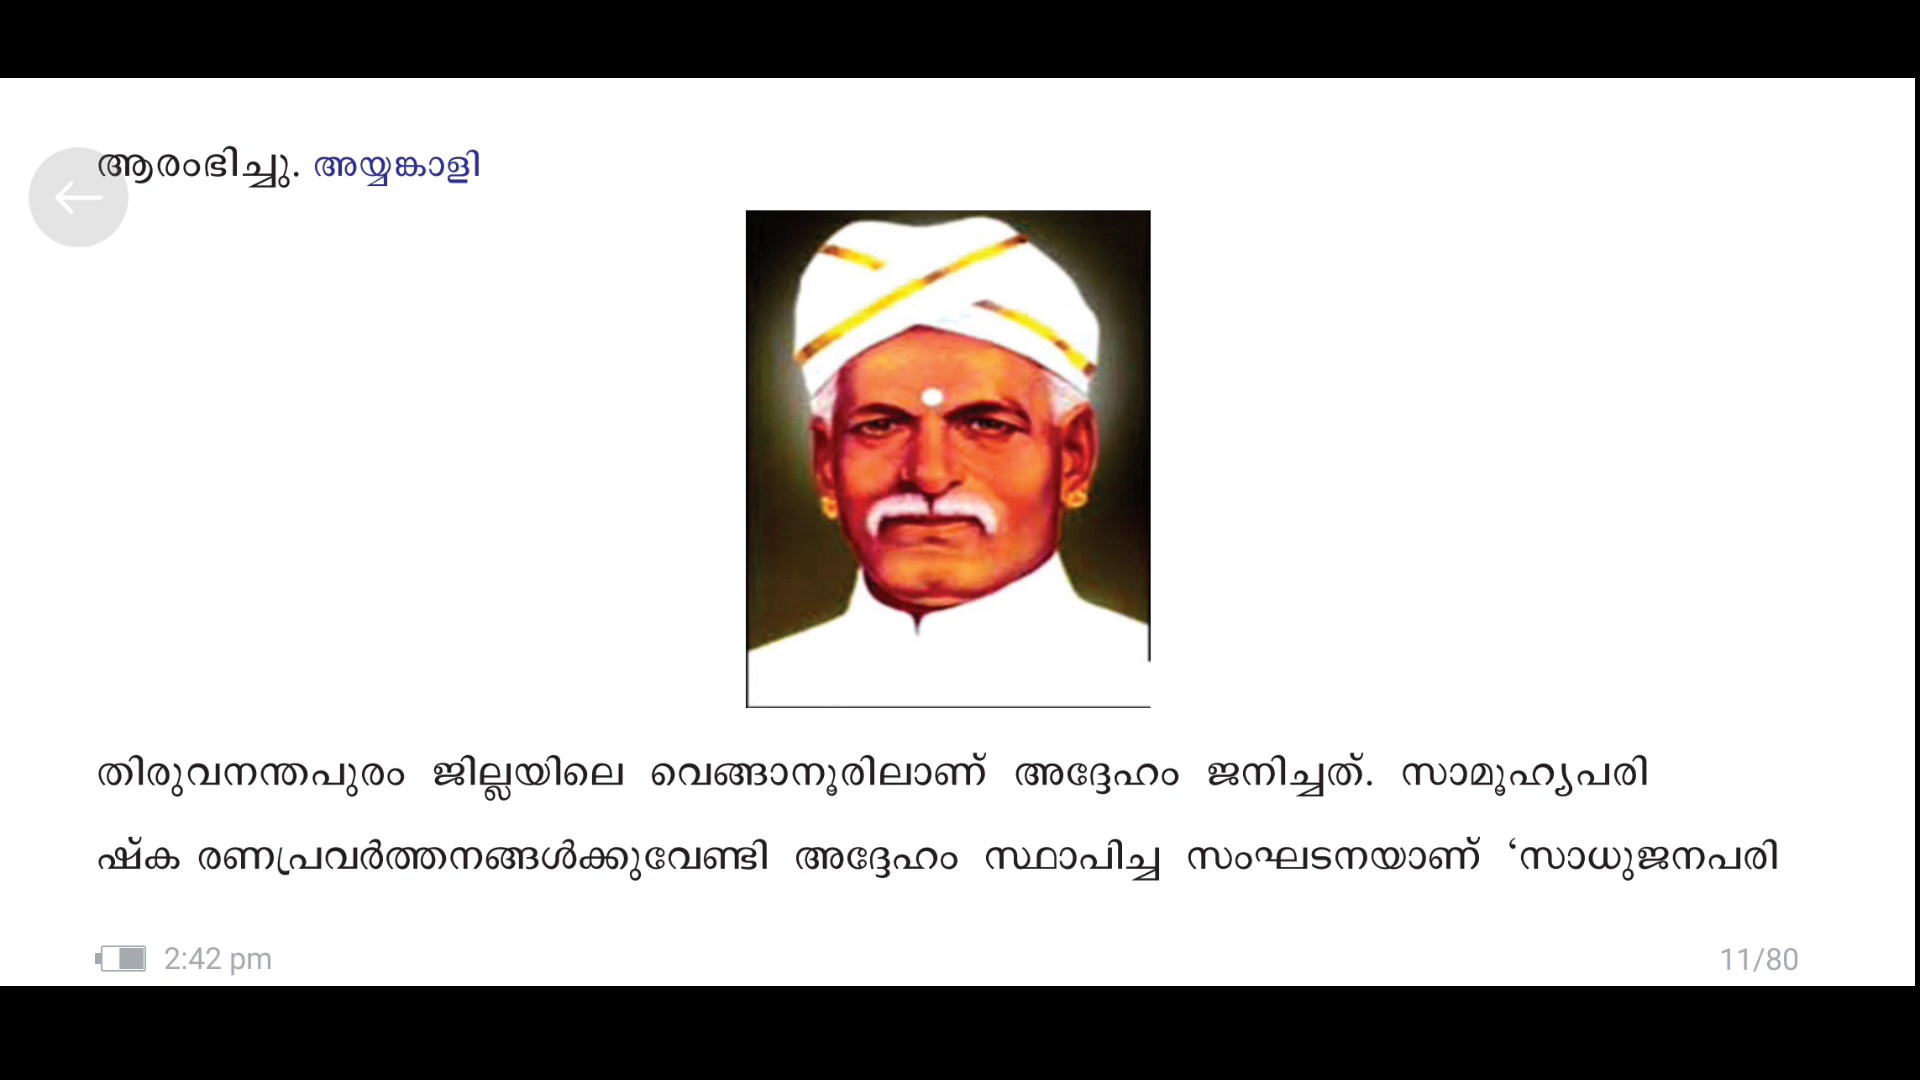 ആരംഭിച്ചു. അയ്യങ്കാളി
തിരുവനന്തപുരം ജില്ലയിലെ വെങ്ങാനൂരിലാണ് അദ്ദേഹം ജനിച്ചത്. സാമൂഹ്യപരി
ഷ്ക രണപ്രവർത്തനങ്ങൾക്കുവേണ്ടി അദ്ദേഹം സ്ഥാപിച്ച സംഘടനയാണ് ‘സാധുജനപരി
2:42 pm 11/80